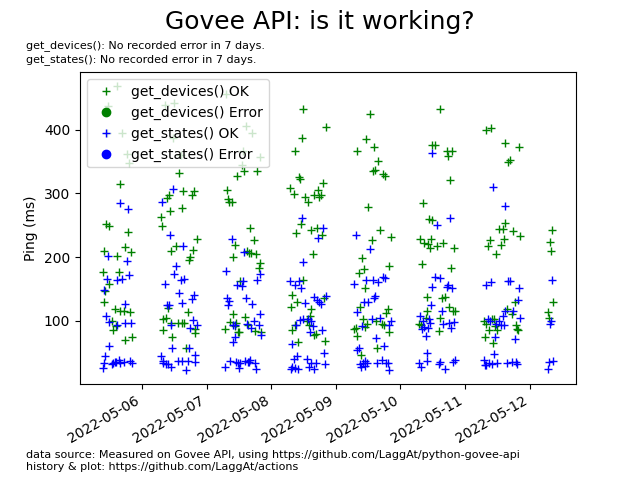 Govee API: is it working?
get_devices(): No recorded error in 7 days.
get_states(): No recorded error in 7 days.
get_devices() OK
get_devices() Error
get_states() OK
get_states() Error
Ping (ms)
400
300
200
100
2022-05-06
2022-05-07
2022-05-08
2022-05-09
2022-05-10
2022-05-11
2022-05-12
data source: Measured on Govee API, using https://github.com/LaggAt/python-govee-api
history & plot: https://github.com/LaggAt/actions